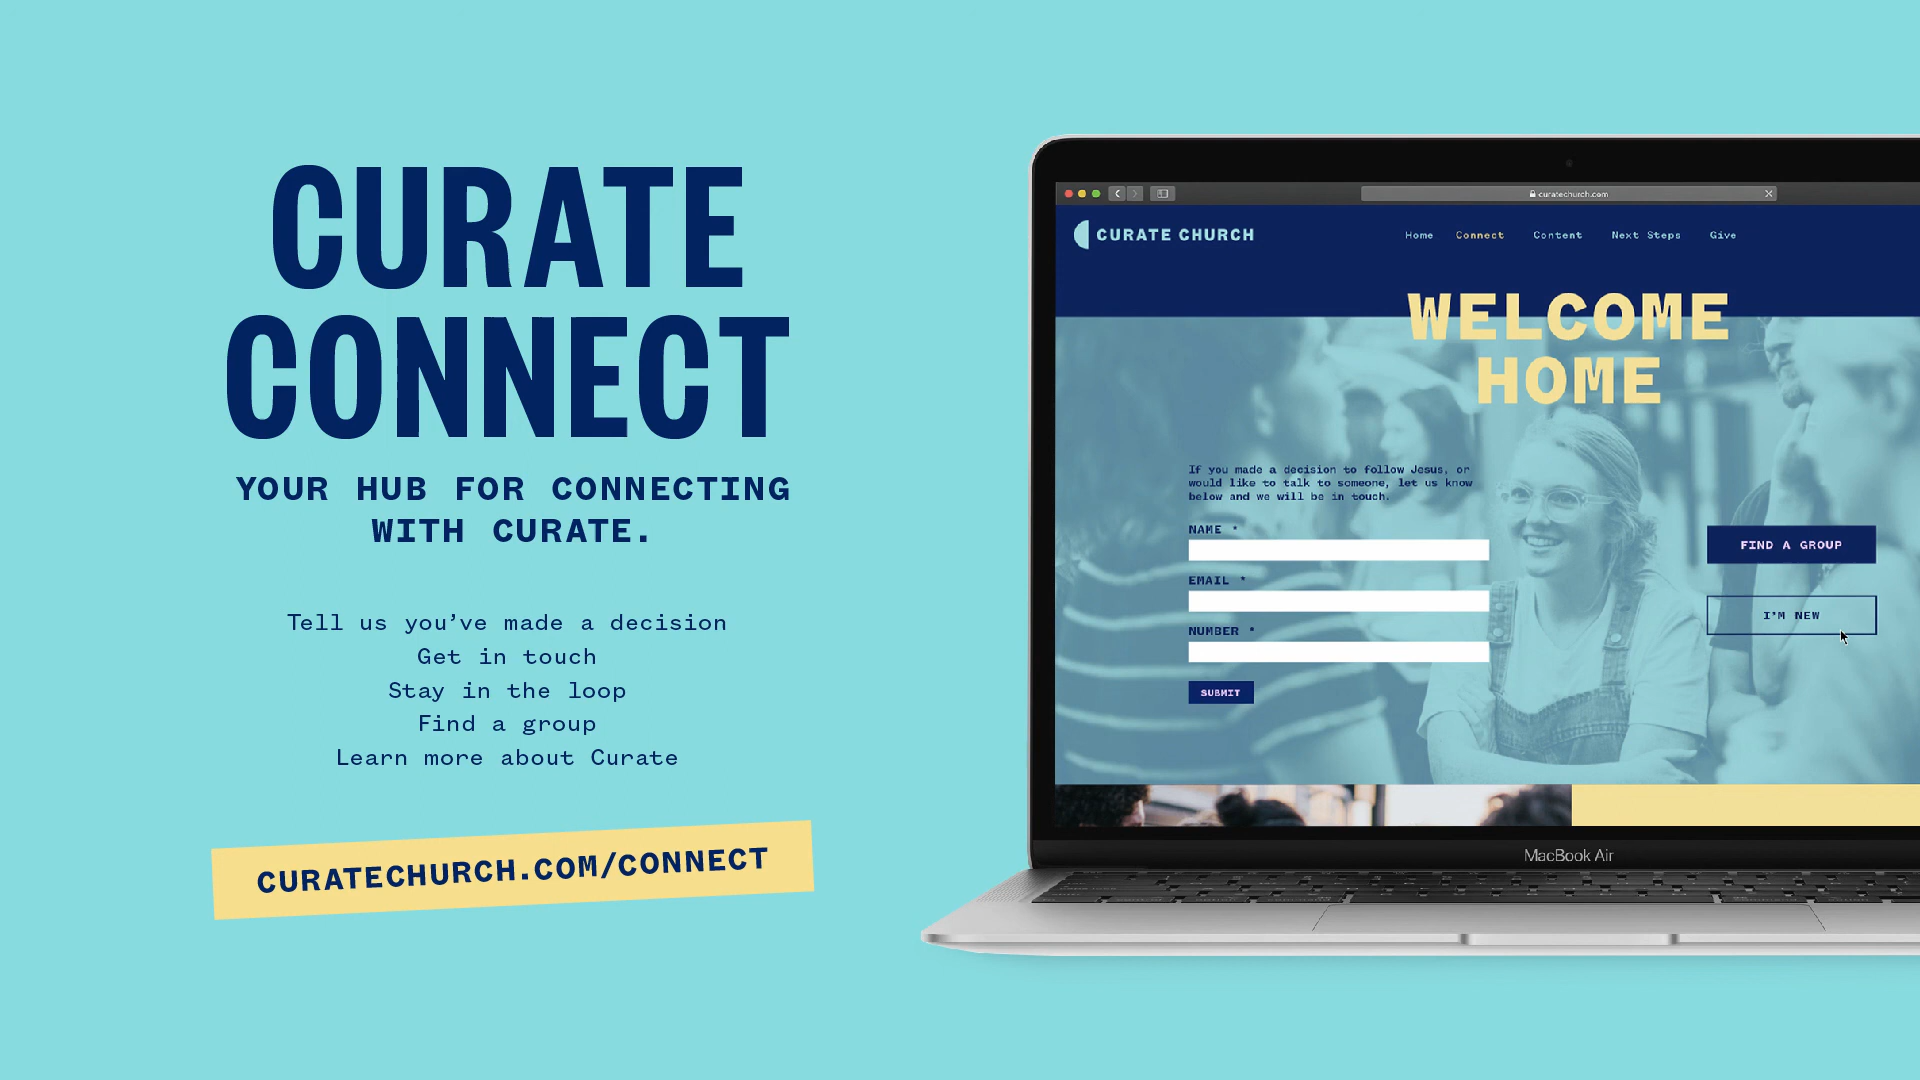 CURATE
CONNECT
YOUR HUB FOR CONNECTING
WITH CURATE.
Tell us you’ve made a decision
Get in touch
Stay in the loop
Find a group
Learn more about Curate
CURATECHURCH.COM/CONNECT
curatechurch.com
CURATE CHURCH
Home Connect Content Next Steps Give
WELCOME
HOME
If you made a decision to follow Jesus, or
would like to talk to someone, let us know
below and we will be in touch.
NAME *
EMAIL *
NUMBER *
SUBMIT
FIND A GROUP
I'M NEW
MacBook Air